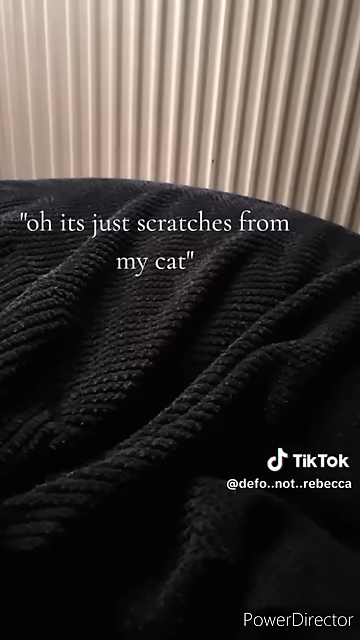 "oh its just scratches from
my cat"
TikTok
@defo..not..rebecca
PowerDirector